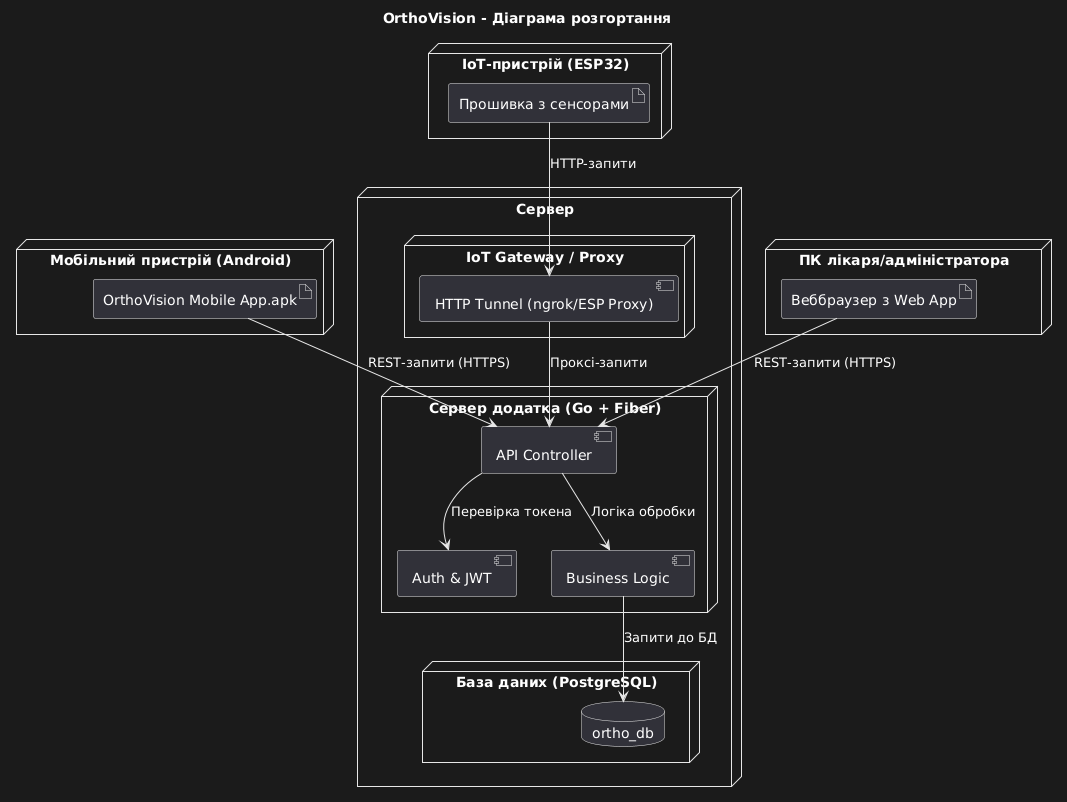 OrthoVision - Діаграма розгортання
IoT-пристрій (ESP32)
Прошивка з сенсорами
HTTP-запити
Сервер
IoT Gateway / Proxy
HTTP Tunnel (ngrok/ESP Proxy)
Мобільний пристрій (Android)
OrthoVision Mobile App.apk
ПК лікаря/адміністратора
Веббраузер з Web App
REST-запити (HTTPS)
Проксі-запити
REST-запити (HTTPS)
Сервер додатка (Go + Fiber)
API Controller
Перевірка токена
Логіка обробки
Auth & JWT
Business Logic
Запити до БД
База даних (PostgreSQL)
ortho_db